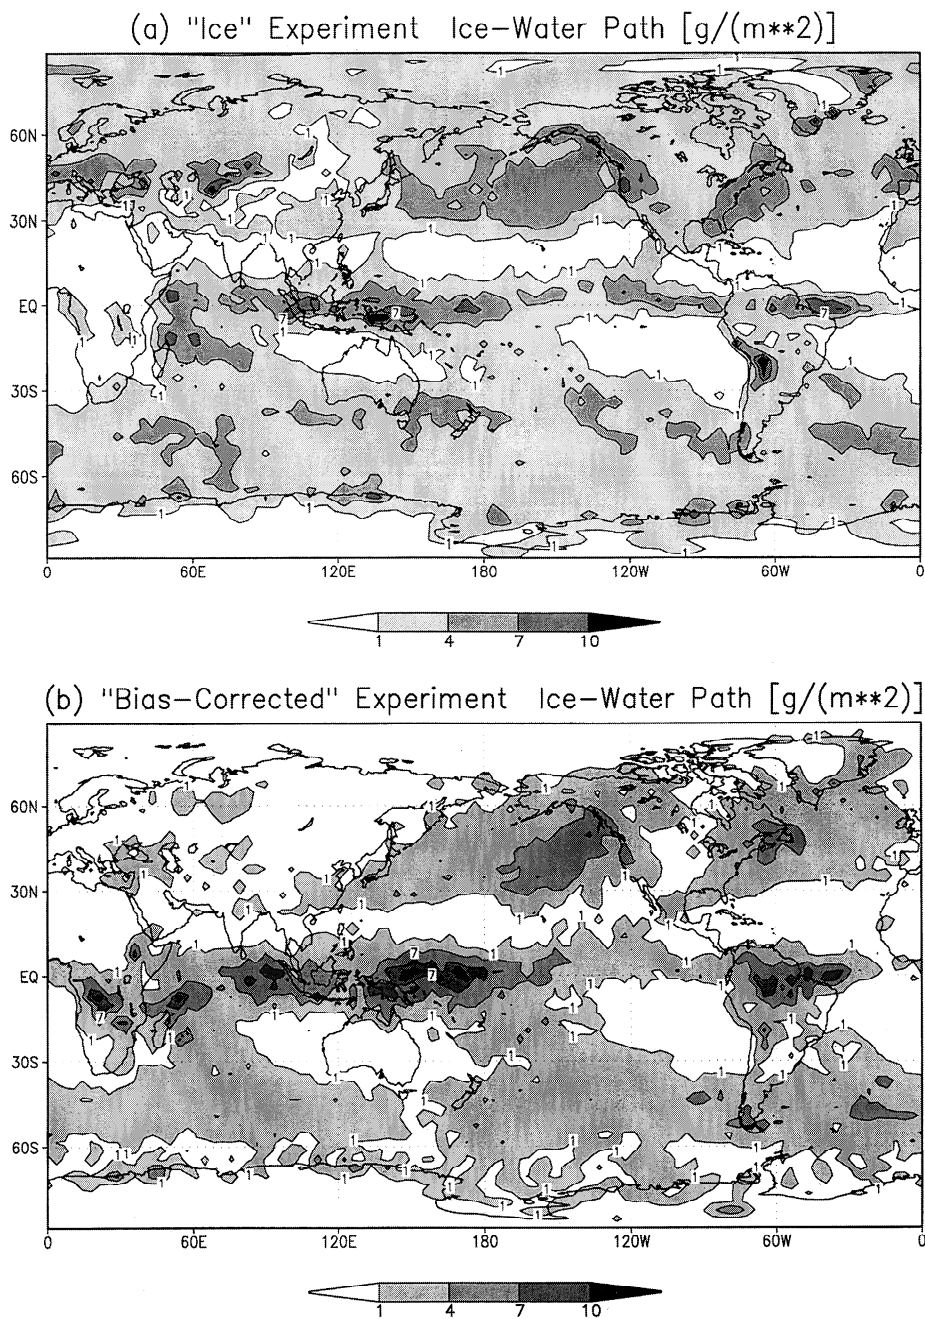 (a) "Ice" Experiment Ice-Water Path [g/(m**2)]
60N
30N
EQ
30S
60S
0 60E 120E 180 120W 60W 0
1 4 7 10
(b) "Bias-Corrected" Experiment Ice-Water Path [g/(m**2)]
60N
30N
EQ
30S
60S
0 60E 120E 180 120W 60W 0
1 4 7 10